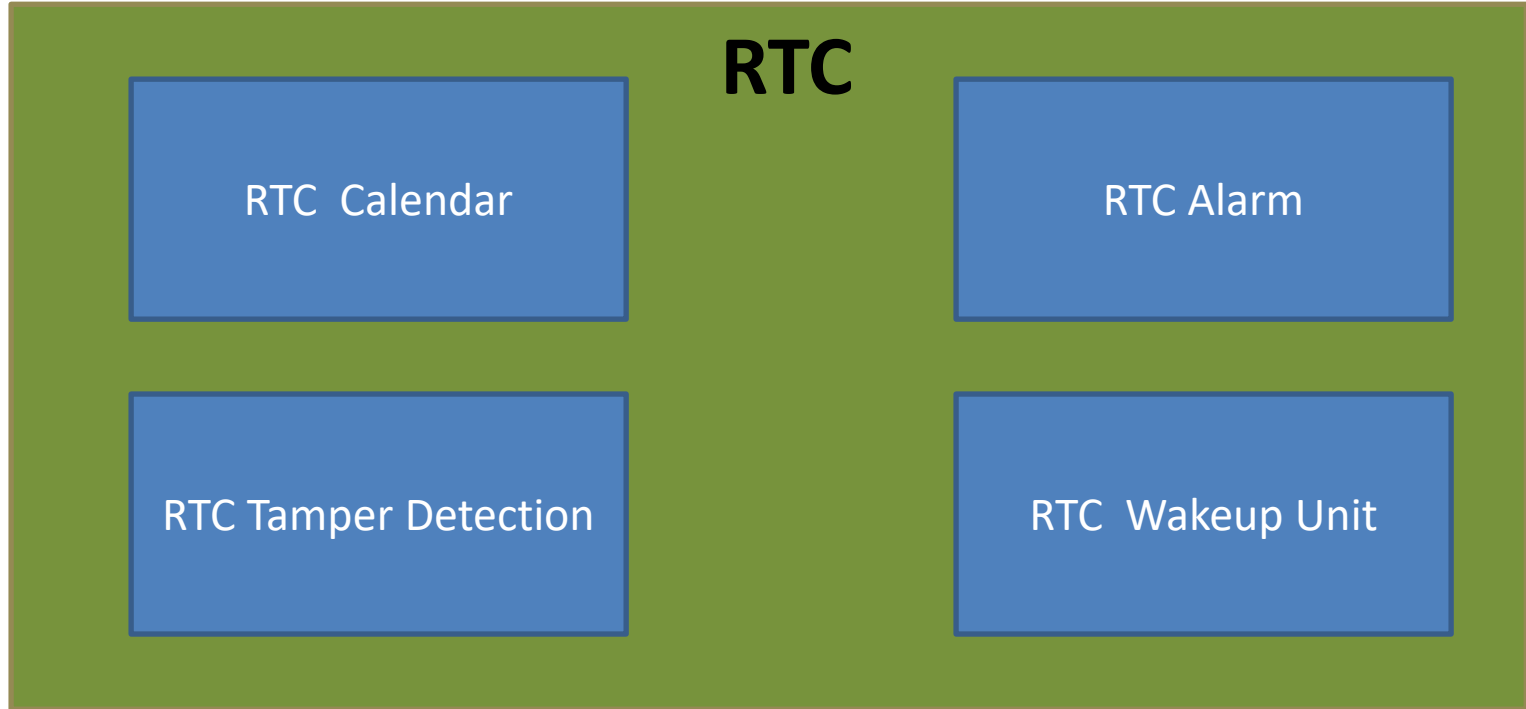 RTC
RTC  Calendar
RTC Alarm
RTC Tamper Detection
RTC  Wakeup Unit